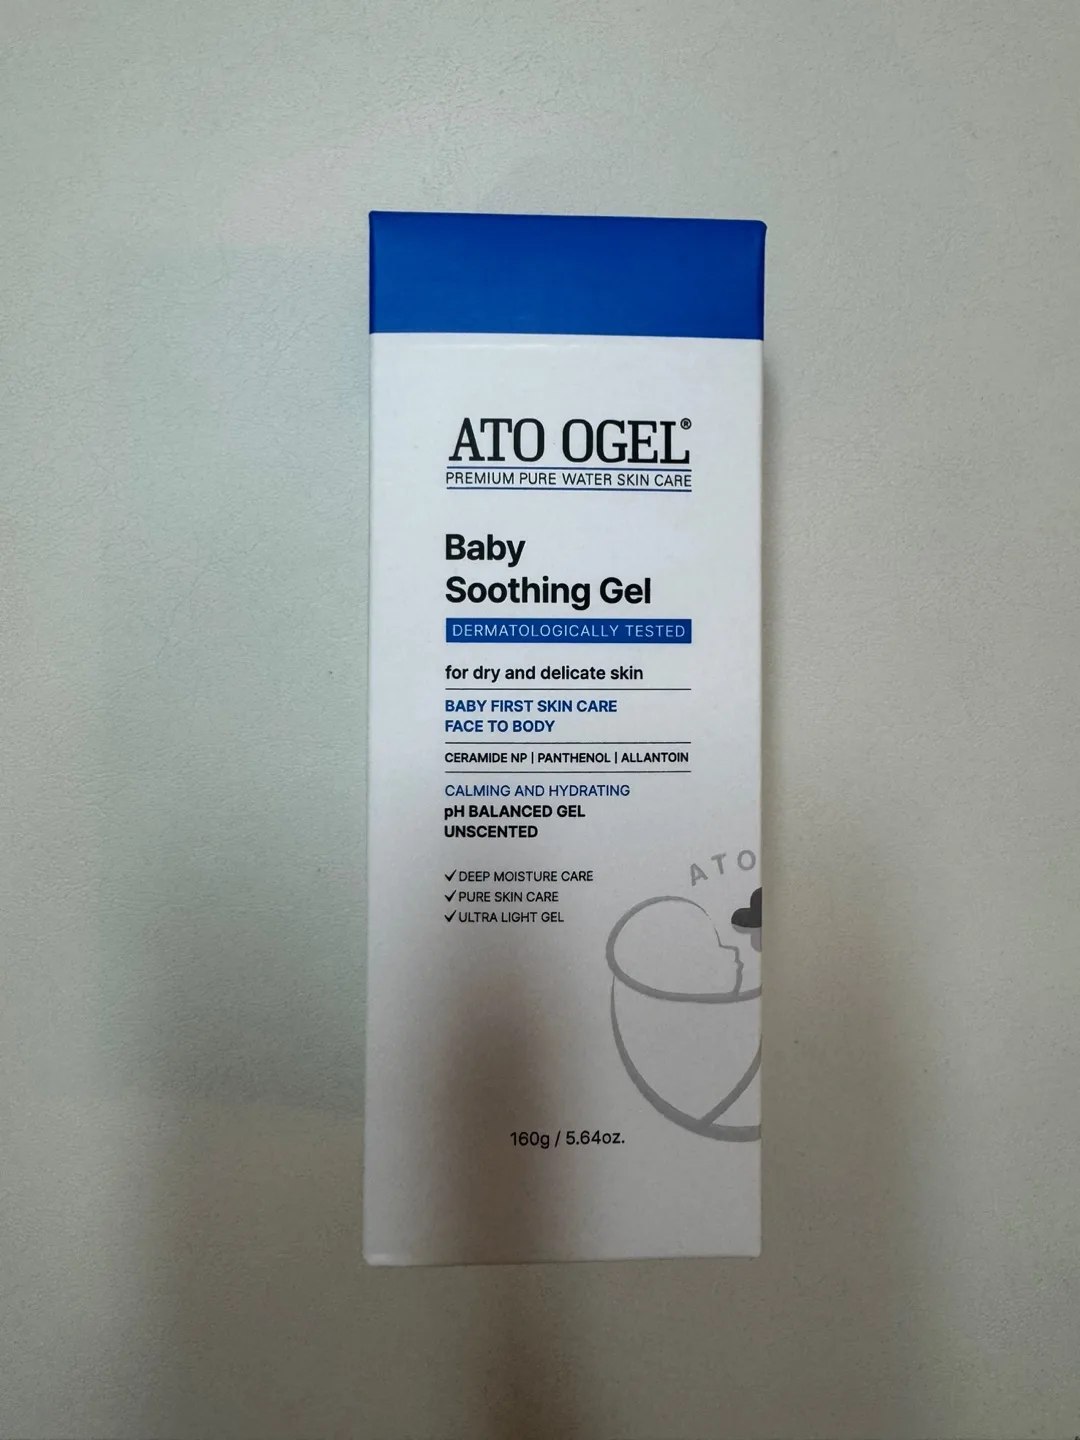 ATO OGEL®
PREMIUM PURE WATER SKIN CARE
Baby
Soothing Gel
DERMATOLOGICALLY TESTED
for dry and delicate skin
BABY FIRST SKIN CARE
FACE TO BODY
CERAMIDE NP | PANTHENOL | ALLANTOIN
CALMING AND HYDRATING
pH BALANCED GEL
UNSCENTED
✓DEEP MOISTURE CARE
✓PURE SKIN CARE
✓ULTRA LIGHT GEL
ATO
160g / 5.64oz.